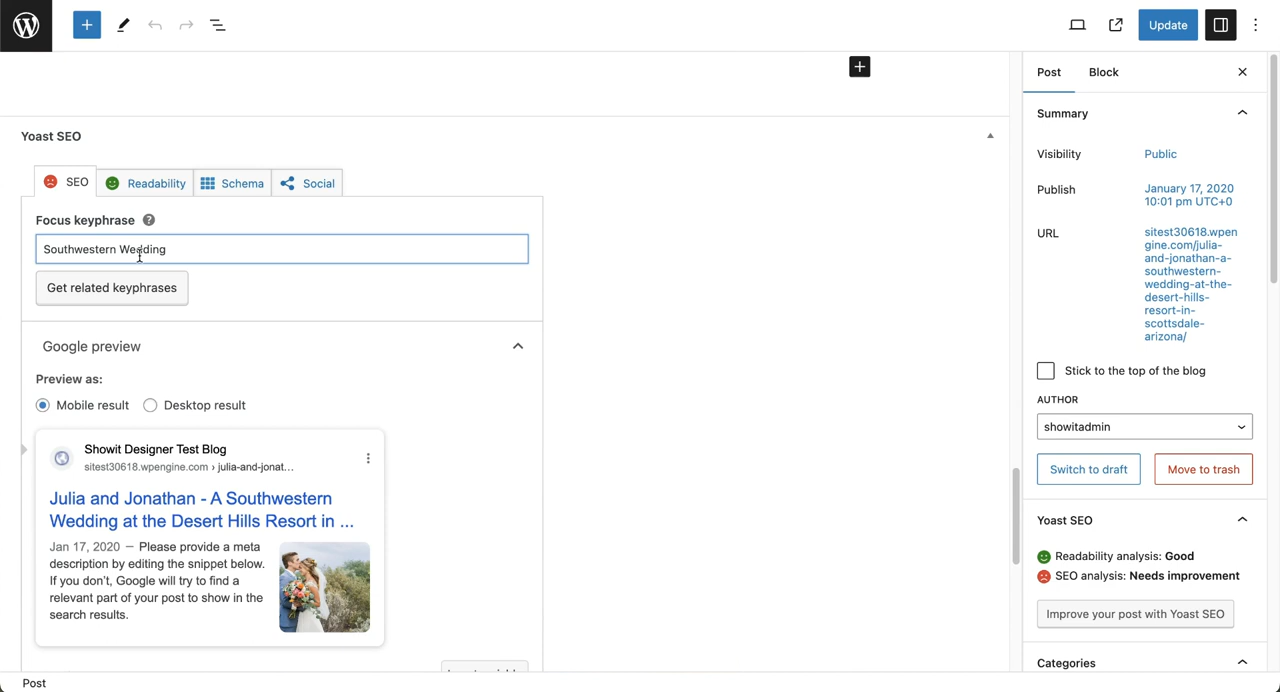 Update
Post
Block
Summary
Visibility
Public
Publish
January 17, 2020
10:01 pm UTC+0
URL
sitest30618.wpen
gine.com/julia-
and-jonathan-a-
southwestern-
wedding-at-the-
desert-hills-
resort-in-
scottsdale-
arizona/
Stick to the top of the blog
AUTHOR
showitadmin
Switch to draft
Move to trash
Yoast SEO
Readability analysis: Good
SEO analysis: Needs improvement
Improve your post with Yoast SEO
Categories
Yoast SEO
SEO
Readability
Schema
Social
Focus keyphrase
Southwestern Wedding
Get related keyphrases
Google preview
Preview as:
Mobile result
Desktop result
Showit Designer Test Blog
sitest30618.wpengine.com › julia-and-jonat...
Julia and Jonathan - A Southwestern
Wedding at the Desert Hills Resort in ...
Jan 17, 2020 – Please provide a meta
description by editing the snippet below.
If you don't, Google will try to find a
relevant part of your post to show in the
search results.
Post